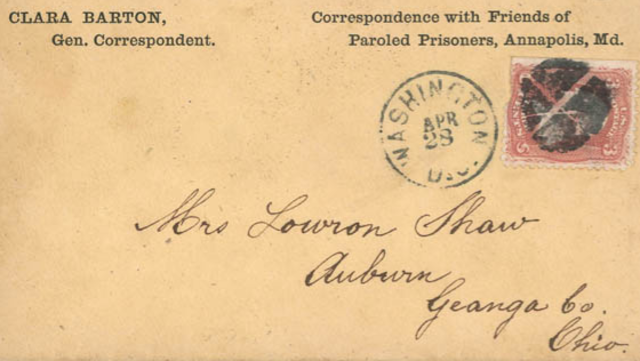 CLARA BARTON,
Gen. Correspondent.
Correspondence with Friends of
Paroled Prisoners, Annapolis, Md.
WASHINGTON
APR
28
D.C.
3
Mrs Lowron Shaw
Auburn
Geanga Co.
Ohio.